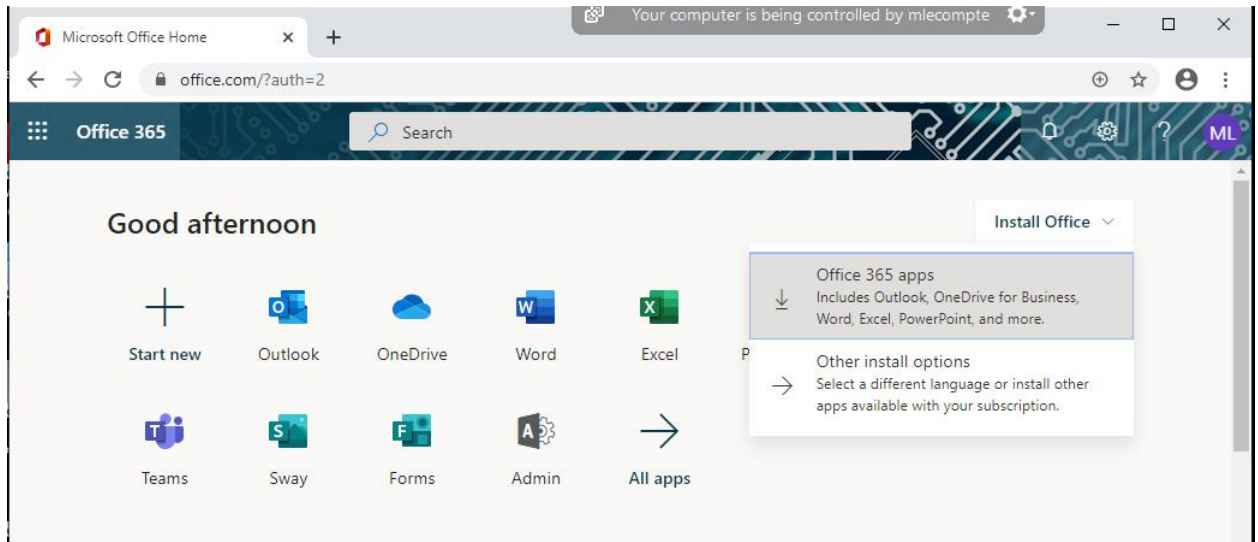 Your computer is being controlled by mlecompte
Microsoft Office Home
office.com/?auth=2
Office 365
Search
?
ML
Good afternoon
Install Office
Office 365 apps
Includes Outlook, OneDrive for Business,
Word, Excel, PowerPoint, and more.
Other install options
Select a different language or install other
apps available with your subscription.
Start new
Outlook
OneDrive
Word
Excel
P
Teams
Sway
Forms
Admin
All apps